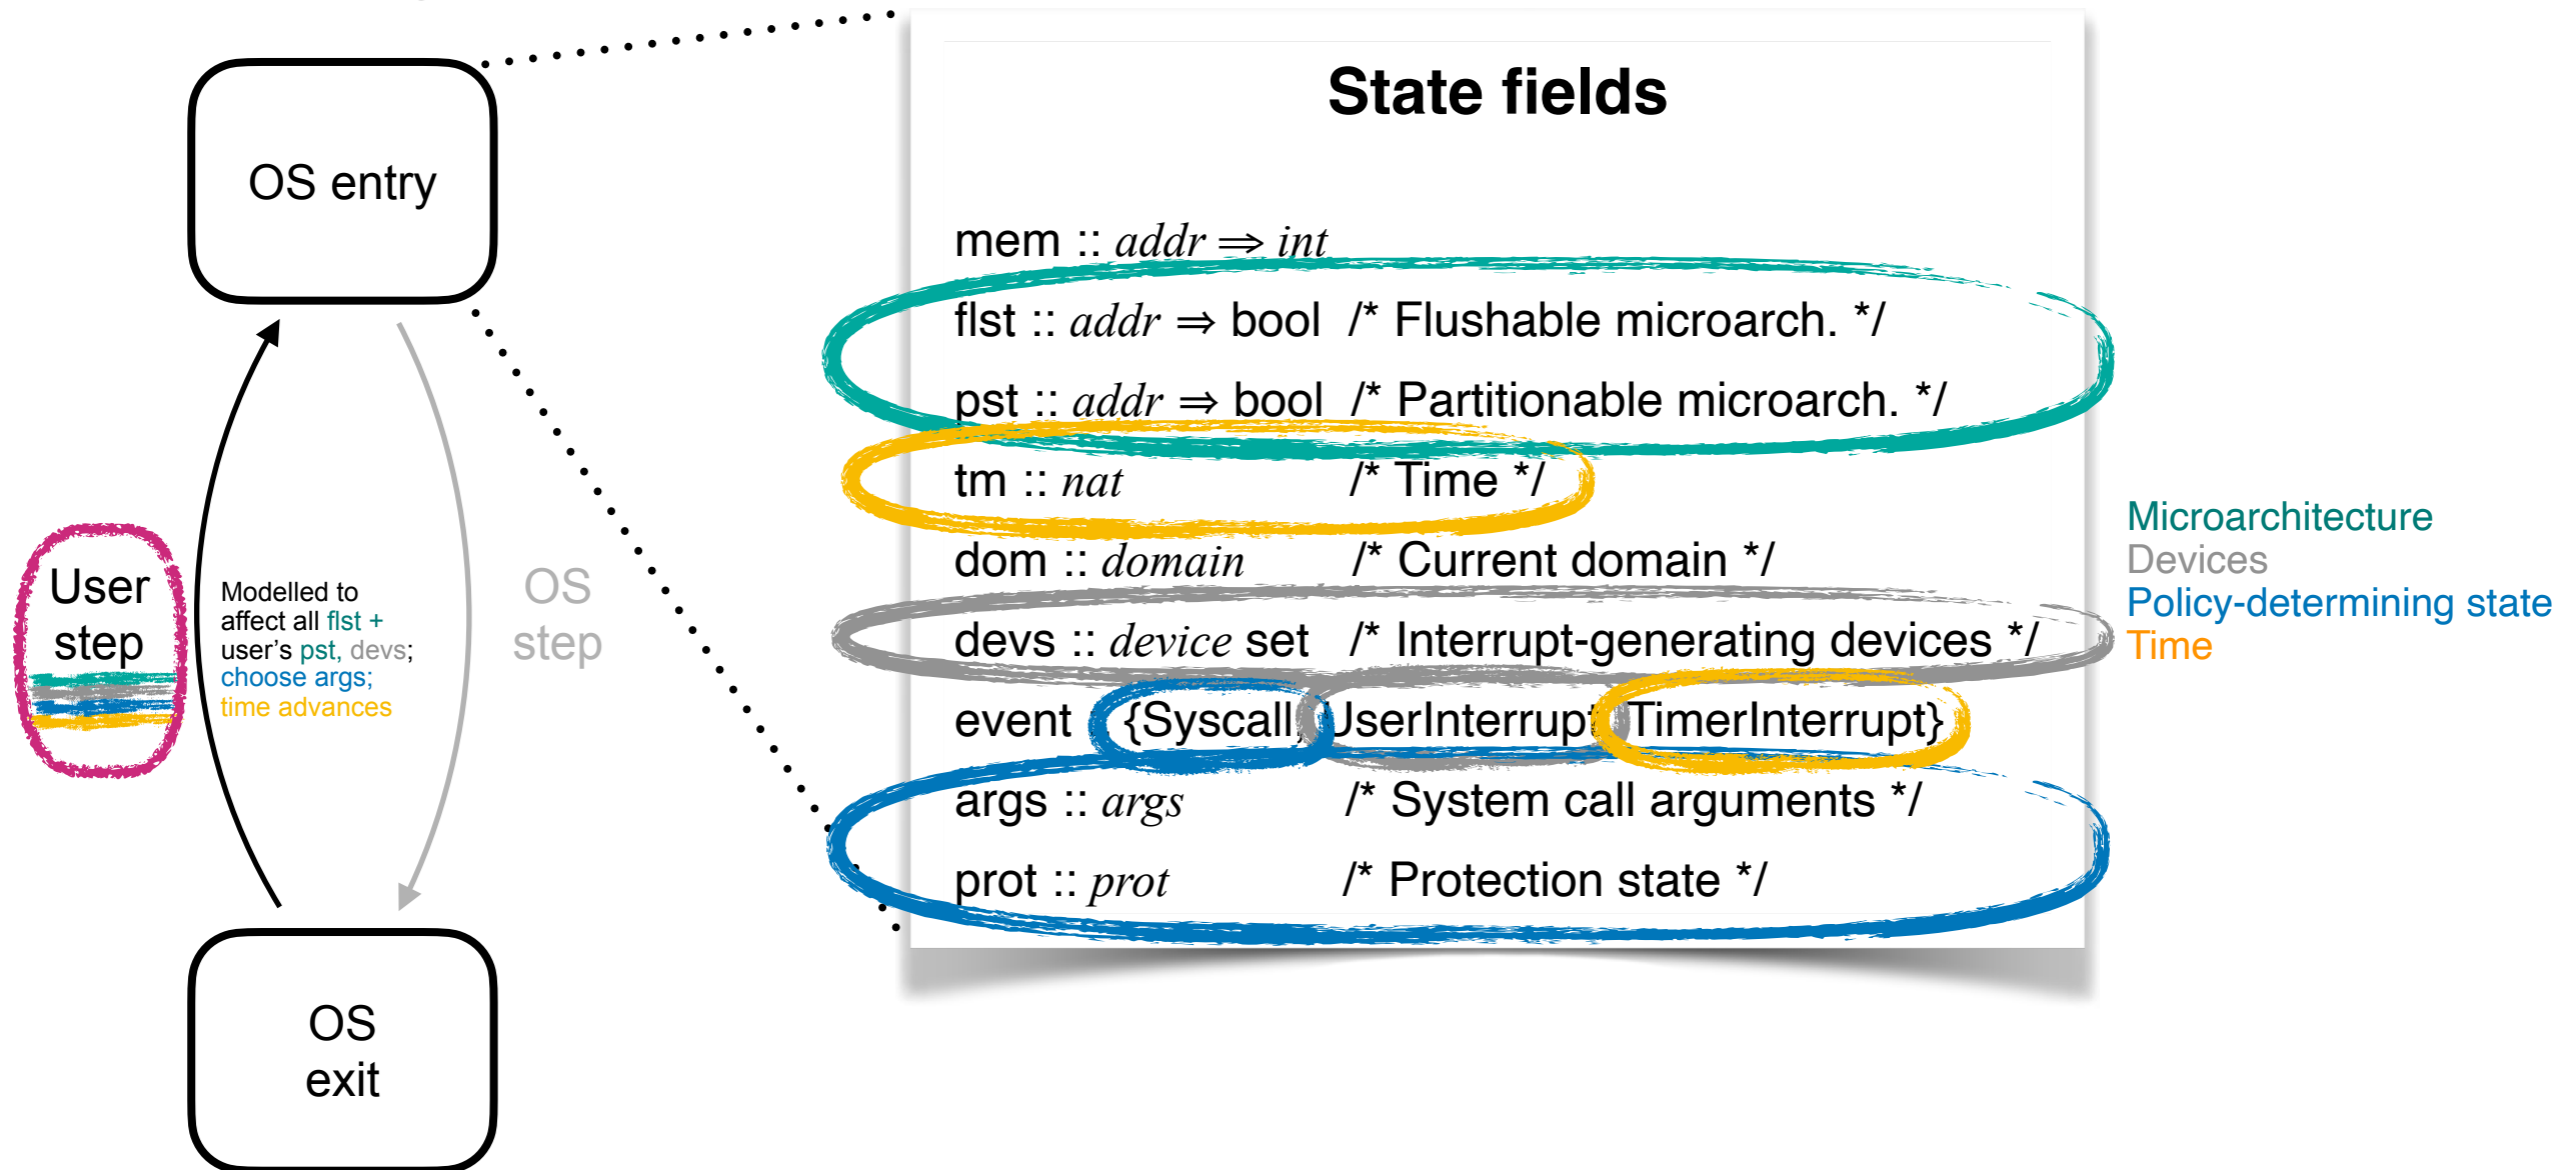 OS entry
User
step
Modelled to
affect all flst +
user's pst, devs;
choose args;
time advances
OS
step
OS
exit
State fields
mem :: addr ⇒ int
flst :: addr ⇒ bool /* Flushable microarch. */
pst :: addr ⇒ bool /* Partitionable microarch. */
tm :: nat /* Time */
dom :: domain /* Current domain */
devs :: device set /* Interrupt-generating devices */
event {Syscall, UserInterrupt, TimerInterrupt}
args :: args /* System call arguments */
prot :: prot /* Protection state */
Microarchitecture
Devices
Policy-determining state
Time